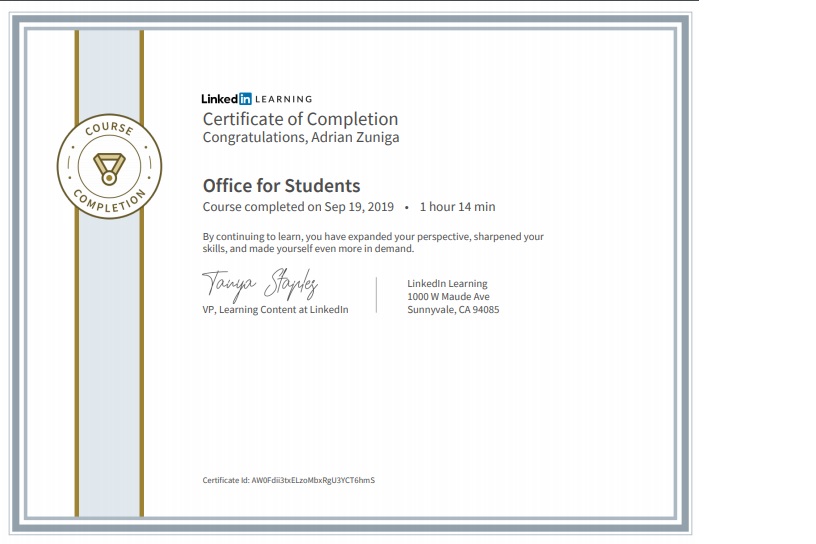 COURSE
COMPLETION
Linked in LEARNING
Certificate of Completion
Congratulations, Adrian Zuniga
Office for Students
Course completed on Sep 19, 2019 • 1 hour 14 min
By continuing to learn, you have expanded your perspective, sharpened your
skills, and made yourself even more in demand.
Tanya Staples
VP, Learning Content at LinkedIn
LinkedIn Learning
1000 W Maude Ave
Sunnyvale, CA 94085
Certificate Id: AW0Fdii3txELzoMbxRgU3YCT6hmS